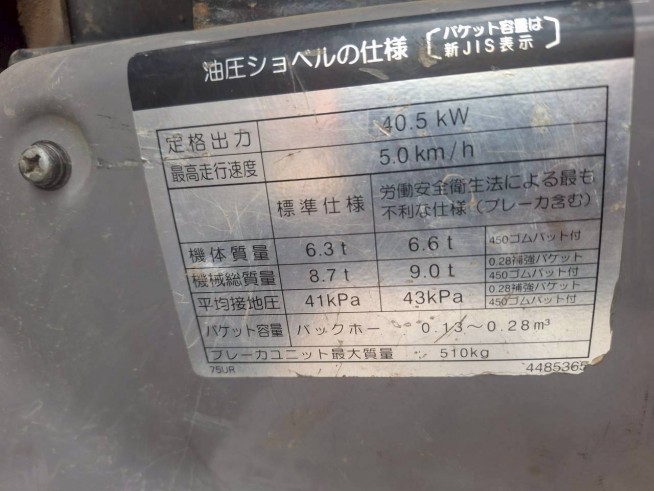 油圧ショベルの仕様 〔バケット容量は
新JIS表示〕
定格出力 40.5 kW
最高走行速度 5.0 km/h
標準仕様 労働安全衛生法による最も
不利な仕様(ブレーカ含む)
機体質量 6.3 t 6.6 t 450ゴムパット付
機械総質量 8.7 t 9.0 t 0.28補強バケット
450ゴムパット付
平均接地圧 41kPa 43kPa 0.28補強バケット
450ゴムパット付
バケット容量 バックホー 0.13～0.28m³
ブレーカユニット最大質量 510kg
75UR 4485365